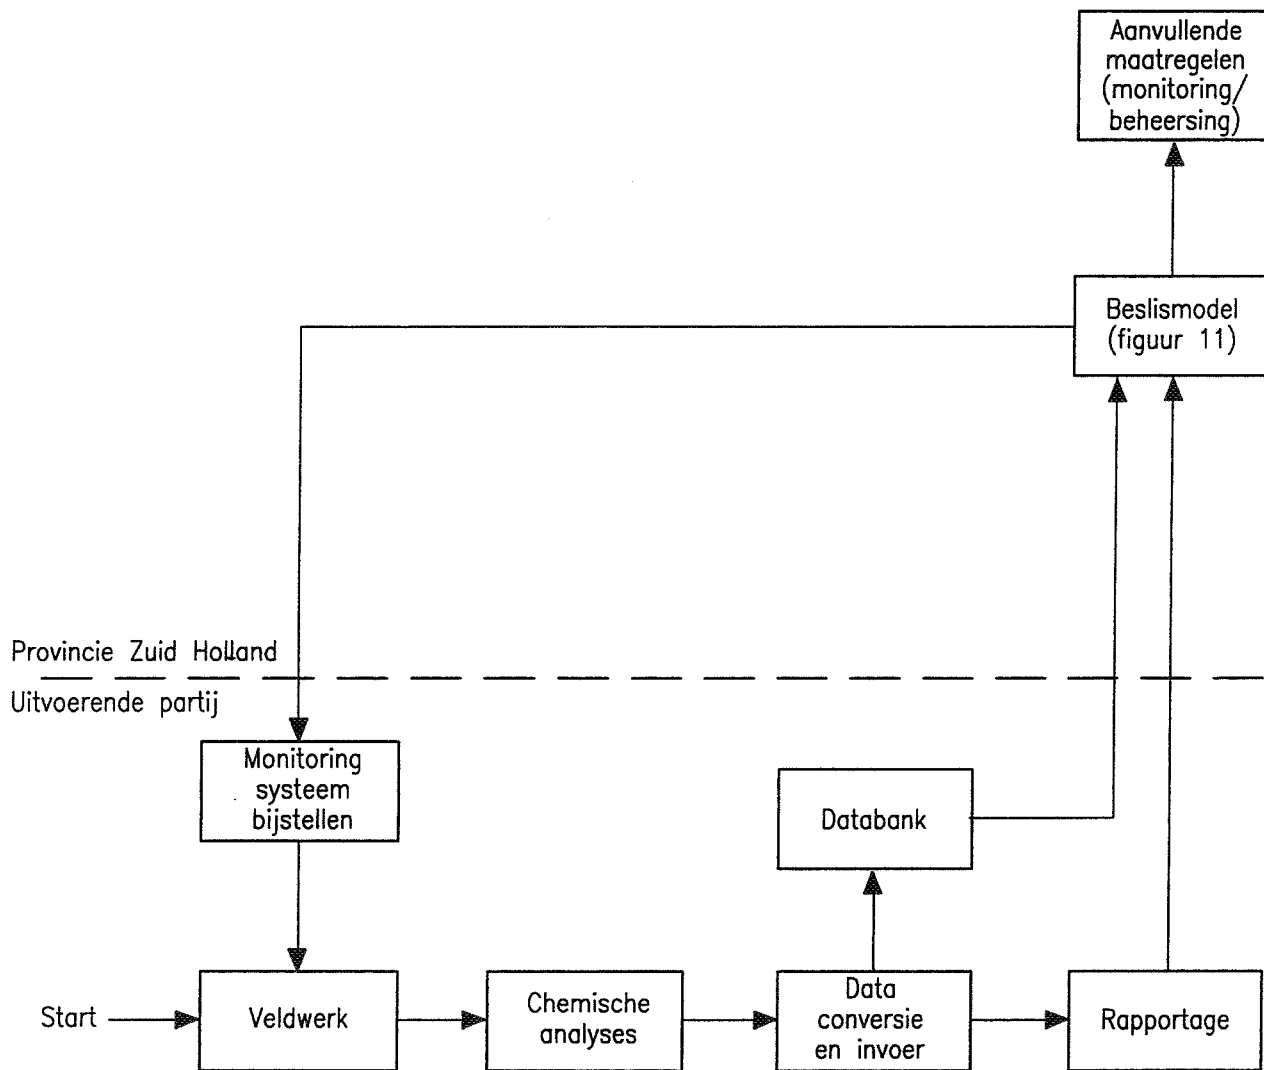 Aanvullende
maatregelen
(monitoring/
beheersing)
Beslismodel
(figuur 11)
Provincie Zuid Holland
Uitvoerende partij
Monitoring
systeem
bijstellen
Databank
Start
Veldwerk
Chemische
analyses
Data
conversie
en invoer
Rapportage